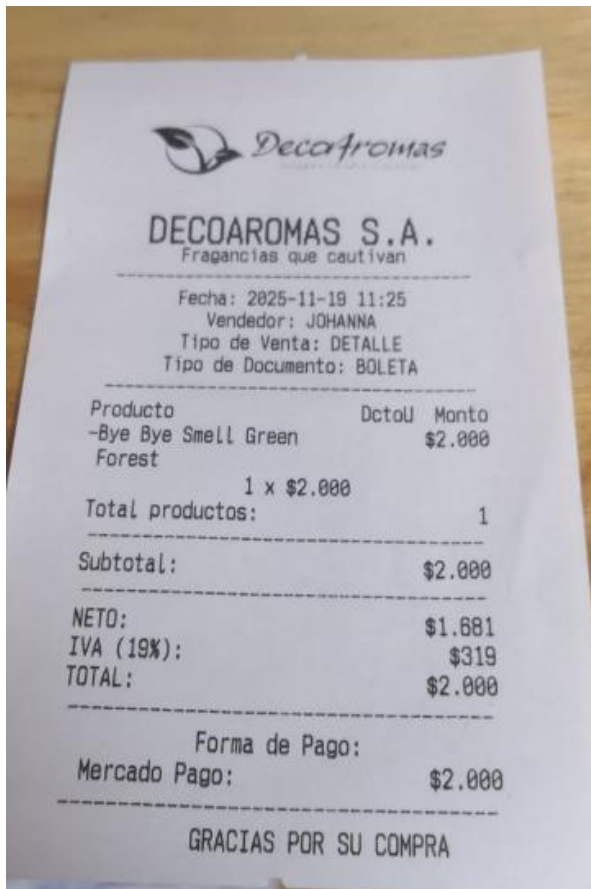 DecoAromas
DECOAROMAS S.A.
Fragancias que cautivan
Fecha: 2025-11-19 11:25
Vendedor: JOHANNA
Tipo de Venta: DETALLE
Tipo de Documento: BOLETA
Producto DctoU Monto
-Bye Bye Smell Green $2.000
Forest
1 x $2.000
Total productos: 1
Subtotal: $2.000
NETO: $1.681
IVA (19%): $319
TOTAL: $2.000
Forma de Pago:
Mercado Pago: $2.000
GRACIAS POR SU COMPRA